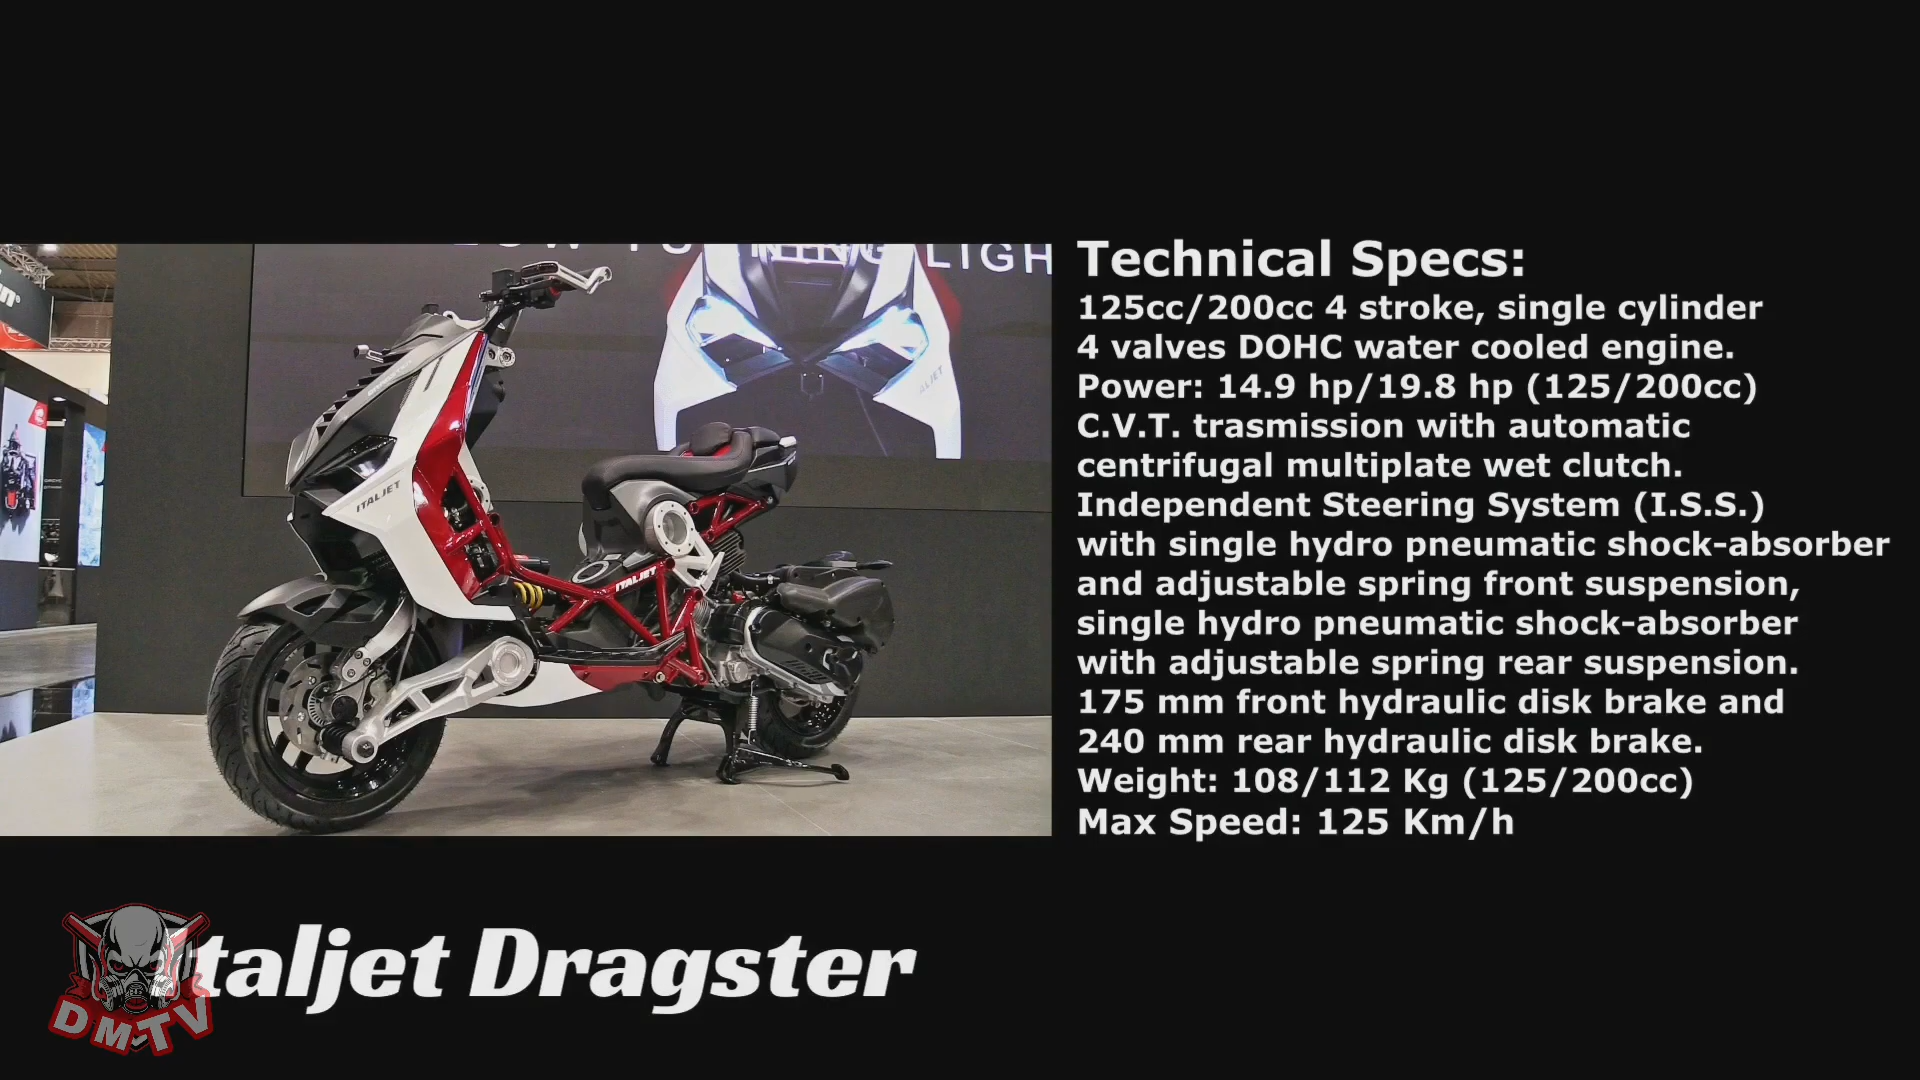 LIGH
ITALJET
ITALJET
ALJET
Technical Specs:
125cc/200cc 4 stroke, single cylinder
4 valves DOHC water cooled engine.
Power: 14.9 hp/19.8 hp (125/200cc)
C.V.T. trasmission with automatic
centrifugal multiplate wet clutch.
Independent Steering System (I.S.S.)
with single hydro pneumatic shock-absorber
and adjustable spring front suspension,
single hydro pneumatic shock-absorber
with adjustable spring rear suspension.
175 mm front hydraulic disk brake and
240 mm rear hydraulic disk brake.
Weight: 108/112 Kg (125/200cc)
Max Speed: 125 Km/h
taljet Dragster
DMTV